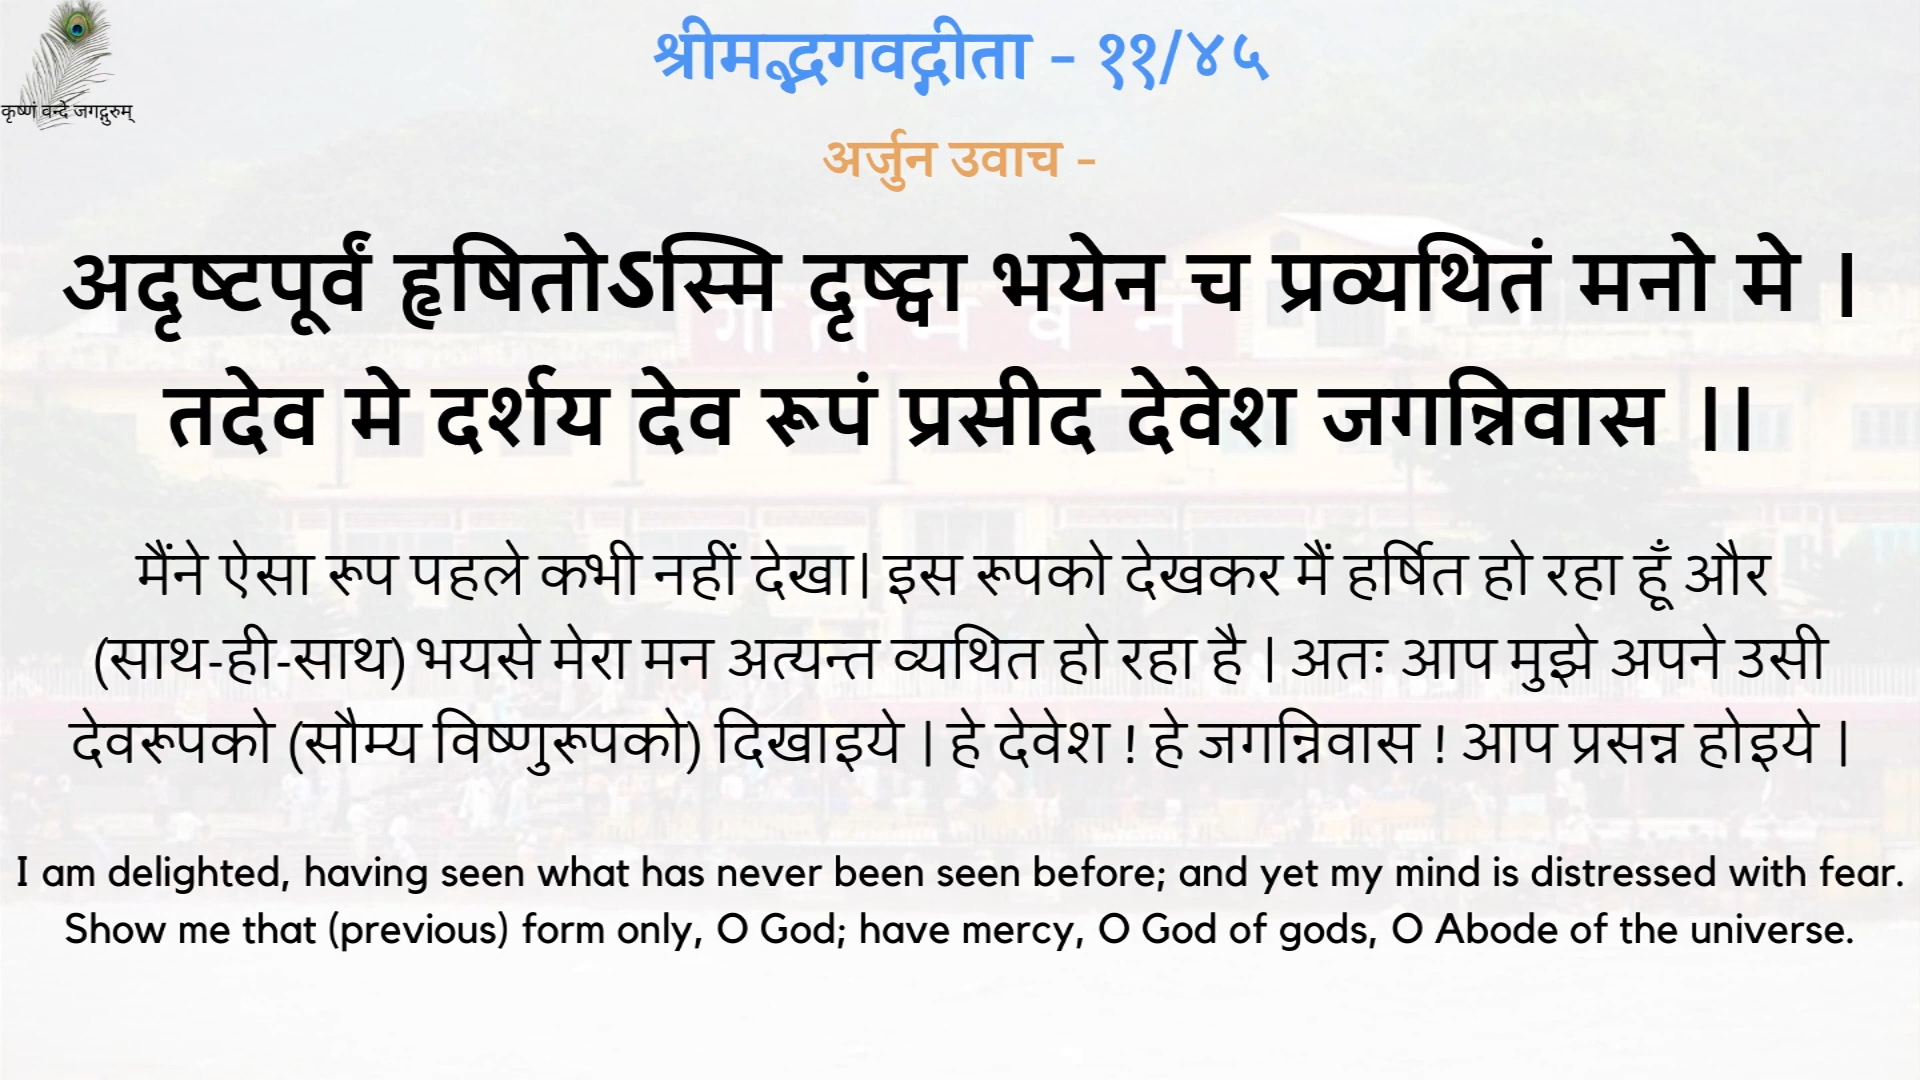 कृष्णं वन्दे जगद्गुरुम्
श्रीमद्भगवद्गीता - ११/४५
अर्जुन उवाच -
अदृष्टपूर्वं हृषितोऽस्मि दृष्ट्वा भयेन च प्रव्यथितं मनो मे ।
गीता भ व न
तदेव मे दर्शय देव रूपं प्रसीद देवेश जगन्निवास ।।
मैंने ऐसा रूप पहले कभी नहीं देखा| इस रूपको देखकर मैं हर्षित हो रहा हूँ और
(साथ-ही-साथ) भयसे मेरा मन अत्यन्त व्यथित हो रहा है | अतः आप मुझे अपने उसी
देवरूपको (सौम्य विष्णुरूपको) दिखाइये | हे देवेश ! हे जगन्निवास ! आप प्रसन्न होइये |
I am delighted, having seen what has never been seen before; and yet my mind is distressed with fear.
Show me that (previous) form only, O God; have mercy, O God of gods, O Abode of the universe.